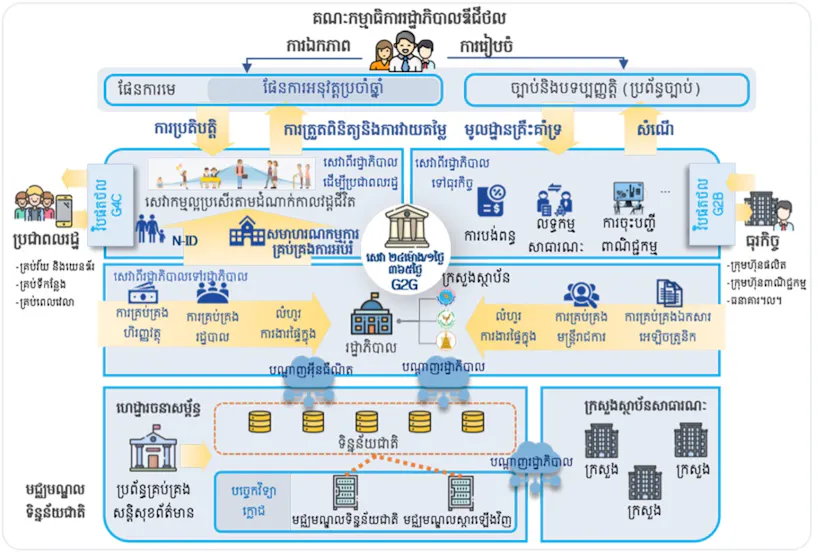 គណៈកម្មាធិការរដ្ឋាភិបាលឌីជីថល
ការឯកភាព
ការរៀបចំ
ផែនការមេ
ផែនការអនុវត្តប្រចាំឆ្នាំ
ច្បាប់និងបទប្បញ្ញត្តិ (ប្រព័ន្ធច្បាប់)
ការប្រតិបត្តិ
ការត្រួតពិនិត្យនិងការវាយតម្លៃ
មូលដ្ឋានគ្រឹះគាំទ្រ
សំណើ
វិបផតថល
G4C
សេវាពីរដ្ឋាភិបាល
ដើម្បីប្រជាពលរដ្ឋ
សេវាកម្មល្អប្រសើរតាមដំណាក់កាលវដ្តជីវិត
N-ID
សមាហរណកម្មការ
គ្រប់គ្រងការអប់រំ
សេវាពីរដ្ឋាភិបាល
ទៅធុរកិច្ច
ការបង់ពន្ធ
លទ្ធកម្ម
សាធារណៈ
ការចុះបញ្ជី
ពាណិជ្ជកម្ម
...
វិបផតថល
G2B
ប្រជាពលរដ្ឋ
-គ្រប់វ័យ និងយេនឌ័រ
-គ្រប់ទីកន្លែង
-គ្រប់ពេលវេលា
ធុរកិច្ច
-ក្រុមហ៊ុនផលិត
-ក្រុមហ៊ុនពាណិជ្ជកម្ម
-ធនាគារ។ល។
សេវា ២៤ម៉ោង/១ថ្ងៃ
៣៦៥ថ្ងៃ
G2G
សេវាពីរដ្ឋាភិបាលទៅរដ្ឋាភិបាល
ក្រសួងស្ថាប័ន
ការគ្រប់គ្រង
ហិរញ្ញវត្ថុ
ការគ្រប់គ្រង
រដ្ឋបាល
លំហូរ
ការងារផ្ទៃក្នុង
រដ្ឋាភិបាល
លំហូរ
ការងារផ្ទៃក្នុង
ការគ្រប់គ្រង
មន្ត្រីរាជការ
ការគ្រប់គ្រងឯកសារ
អេឡិចត្រូនិក
បណ្តាញអ៊ីនធឺណិត
បណ្តាញរដ្ឋាភិបាល
ហេដ្ឋារចនាសម្ព័ន្ធ
ទិន្នន័យជាតិ
ប្រព័ន្ធគ្រប់គ្រង
សន្តិសុខព័ត៌មាន
បច្ចេកវិទ្យា
ក្លោដ
មជ្ឈមណ្ឌលទិន្នន័យជាតិ
មជ្ឈមណ្ឌលស្តារឡើងវិញ
បណ្តាញរដ្ឋាភិបាល
ក្រសួងស្ថាប័នសាធារណៈ
ក្រសួង
ក្រសួង
ក្រសួង
មជ្ឈមណ្ឌល
ទិន្នន័យជាតិ